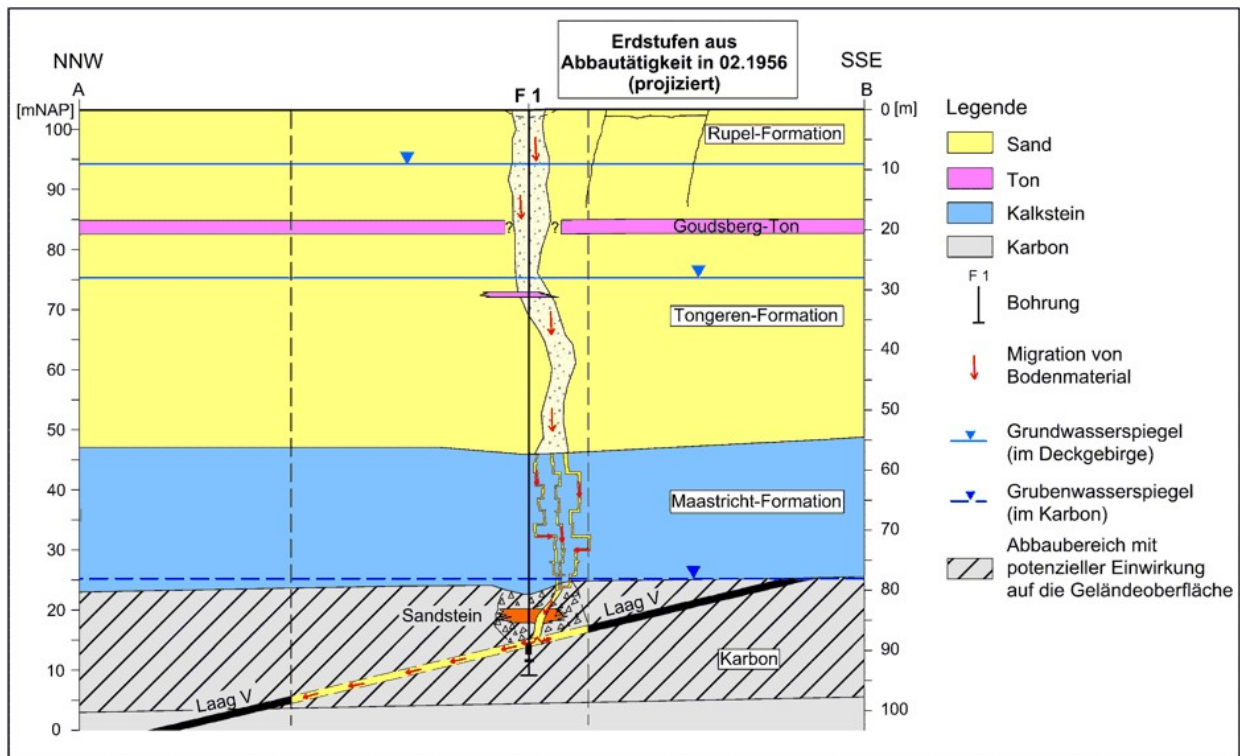 NNW
Erdstufen aus
Abbautätigkeit in 02.1956
(projiziert)
SSE
A
F 1
B
[mNAP]
0 [m]
100
90
80
70
60
50
40
30
20
10
0
10
20
30
40
50
60
70
80
90
100
Rupel-Formation
?
?
Goudsberg-Ton
Tongeren-Formation
Maastricht-Formation
Sandstein
Laag V
Karbon
Laag V
Legende
Sand
Ton
Kalkstein
Karbon
F 1
Bohrung
Migration von
Bodenmaterial
Grundwasserspiegel
(im Deckgebirge)
Grubenwasserspiegel
(im Karbon)
Abbaubereich mit
potenzieller Einwirkung
auf die Geländeoberfläche